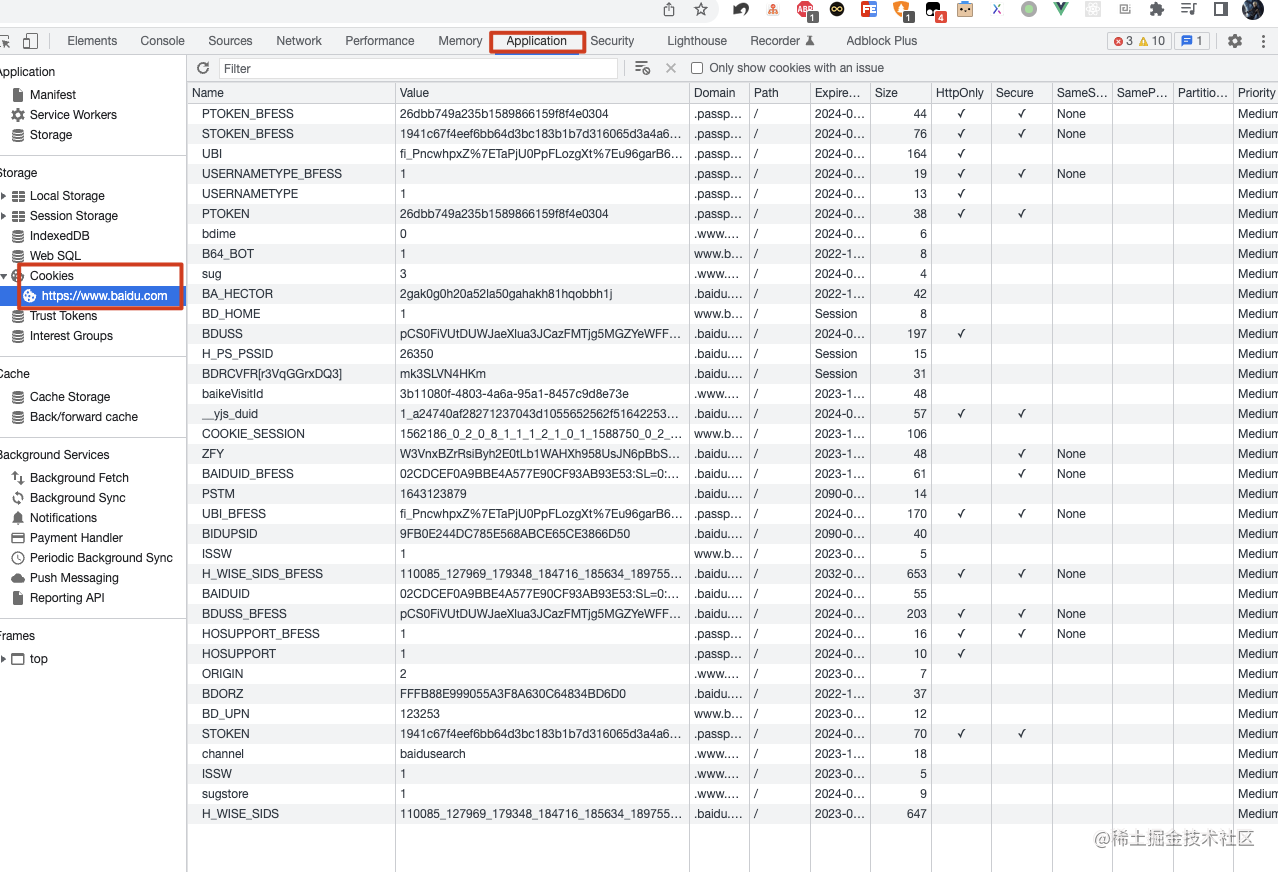 1 1 4
Elements Console Sources Network Performance Memory Application Security Lighthouse Recorder Adblock Plus 3 10 1
Application
Manifest
Service Workers
Storage
Storage
Local Storage
Session Storage
IndexedDB
Web SQL
Cookies
https://www.baidu.com
Trust Tokens
Interest Groups
Cache
Cache Storage
Back/forward cache
Background Services
Background Fetch
Background Sync
Notifications
Payment Handler
Periodic Background Sync
Push Messaging
Reporting API
Frames
top
Filter Only show cookies with an issue
Name Value Domain Path Expire... Size HttpOnly Secure SameS... SameP... Partitio... Priority
PTOKEN_BFESS 26dbb749a235b1589866159f8f4e0304 .passp... / 2024-0... 44 ✓ ✓ None Medium
STOKEN_BFESS 1941c67f4eef6bb64d3bc183b1b7d316065d3a4a6... .passp... / 2024-0... 76 ✓ ✓ None Medium
UBI fi_PncwhpxZ%7ETaPjU0PpFLozgXt%7Eu96garB6... .passp... / 2024-0... 164 ✓ Medium
USERNAMETYPE_BFESS 1 .passp... / 2024-0... 19 ✓ ✓ None Medium
USERNAMETYPE 1 .passp... / 2024-0... 13 ✓ Medium
PTOKEN 26dbb749a235b1589866159f8f4e0304 .passp... / 2024-0... 38 ✓ ✓ Medium
bdime 0 .www.... / 2024-0... 6 Medium
B64_BOT 1 www.b... / 2022-1... 8 Medium
sug 3 .www.... / 2024-0... 4 Medium
BA_HECTOR 2gak0g0h20a52la50gahakh81hqobbh1j .baidu.... / 2022-1... 42 Medium
BD_HOME 1 www.b... / Session 8 Medium
BDUSS pCS0FiVUtDUWJaeXlua3JCazFMTjg5MGZYeWFF... .baidu.... / 2024-0... 197 ✓ Medium
H_PS_PSSID 26350 .baidu.... / Session 15 Medium
BDRCVFR[r3VqGGrxDQ3] mk3SLVN4HKm .baidu.... / Session 31 Medium
baikeVisitId 3b11080f-4803-4a6a-95a1-8457c9d8e73e .www.... / 2023-1... 48 Medium
__yjs_duid 1_a24740af28271237043d1055652562f51642253... .baidu.... / 2024-0... 57 ✓ ✓ Medium
COOKIE_SESSION 1562186_0_2_0_8_1_1_1_2_1_0_1_1588750_0_2_... www.b... / 2023-1... 106 Medium
ZFY W3VnxBZrRsiByh2E0tLb1WAHXh958UsJN6pBbS... .baidu.... / 2023-1... 48 ✓ None Medium
BAIDUID_BFESS 02CDCEF0A9BBE4A577E90CF93AB93E53:SL=0:... .baidu.... / 2023-1... 61 ✓ None Medium
PSTM 1643123879 .baidu.... / 2090-0... 14 Medium
UBI_BFESS fi_PncwhpxZ%7ETaPjU0PpFLozgXt%7Eu96garB6... .passp... / 2024-0... 170 ✓ ✓ None Medium
BIDUPSID 9FB0E244DC785E568ABCE65CE3866D50 .baidu.... / 2090-0... 40 Medium
ISSW 1 www.b... / 2023-0... 5 Medium
H_WISE_SIDS_BFESS 110085_127969_179348_184716_185634_189755... .baidu.... / 2032-0... 653 ✓ ✓ None Medium
BAIDUID 02CDCEF0A9BBE4A577E90CF93AB93E53:SL=0:... .baidu.... / 2024-0... 55 Medium
BDUSS_BFESS pCS0FiVUtDUWJaeXlua3JCazFMTjg5MGZYeWFF... .baidu.... / 2024-0... 203 ✓ ✓ None Medium
HOSUPPORT_BFESS 1 .passp... / 2024-0... 16 ✓ ✓ None Medium
HOSUPPORT 1 .passp... / 2024-0... 10 ✓ Medium
ORIGIN 2 .www.... / 2023-0... 7 Medium
BDORZ FFFB88E999055A3F8A630C64834BD6D0 .baidu.... / 2022-1... 37 Medium
BD_UPN 123253 www.b... / 2023-0... 12 Medium
STOKEN 1941c67f4eef6bb64d3bc183b1b7d316065d3a4a6... .passp... / 2024-0... 70 ✓ ✓ Medium
channel baidusearch .www.... / 2023-1... 18 Medium
ISSW 1 .www.... / 2023-0... 5 Medium
sugstore 1 .www.... / 2024-0... 9 Medium
H_WISE_SIDS 110085_127969_179348_184716_185634_189755... .baidu.... / 2023-0... 647 Medium
@稀土掘金技术社区